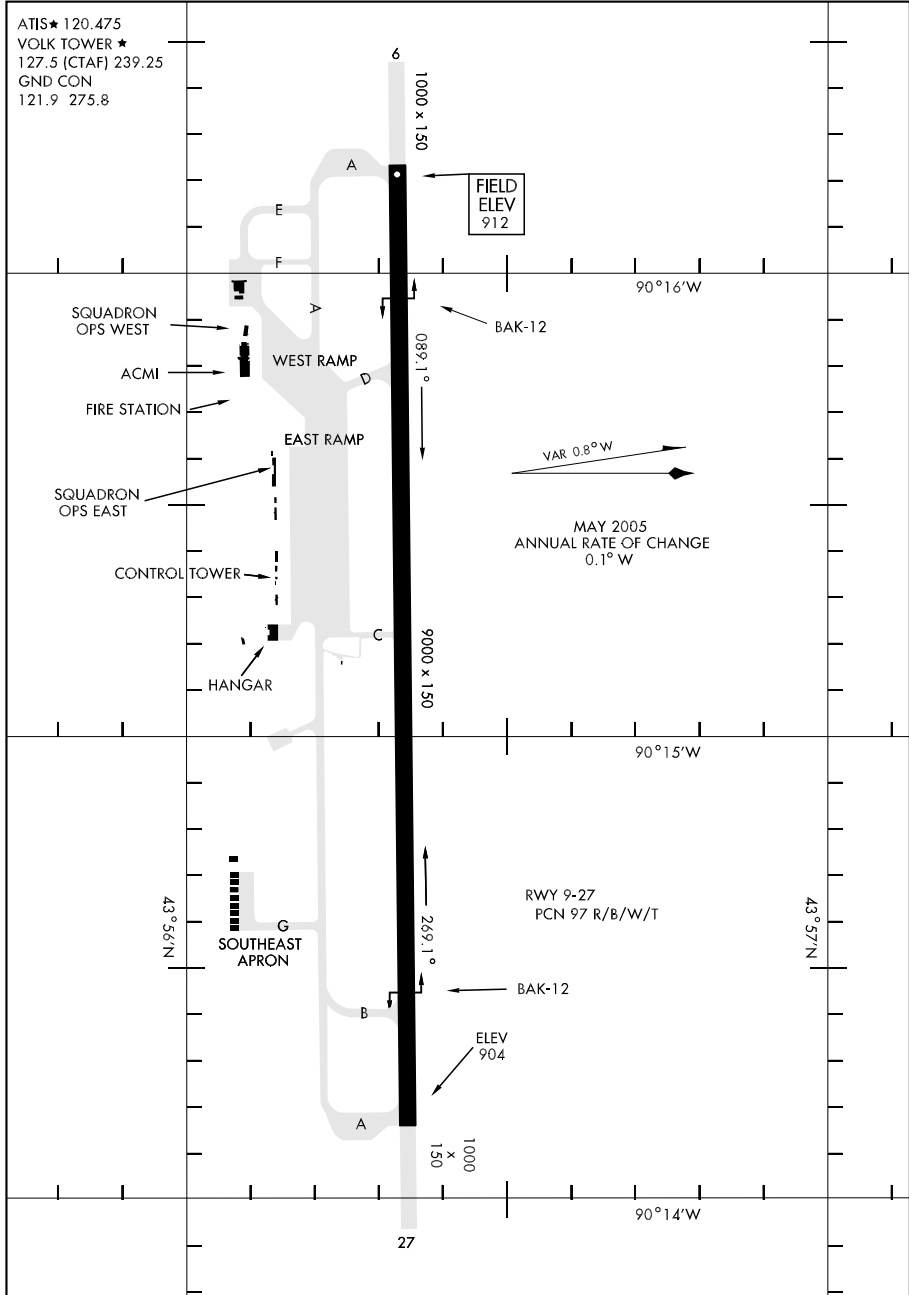 ATIS★ 120.475
VOLK TOWER ★
127.5 (CTAF) 239.25
GND CON
121.9 275.8
6
1000 x 150
A
FIELD
ELEV
912
E
F
90°16'W
A
SQUADRON
OPS WEST
BAK-12
WEST RAMP
089.1°
ACMI
D
FIRE STATION
EAST RAMP
VAR 0.8° W
SQUADRON
OPS EAST
MAY 2005
ANNUAL RATE OF CHANGE
0.1° W
CONTROL TOWER
C
9000 x 150
HANGAR
90°15'W
43°56'N
RWY 9-27
PCN 97 R/B/W/T
43°57'N
G
SOUTHEAST
APRON
269.1°
BAK-12
B
ELEV
904
A
1000
x
150
90°14'W
27